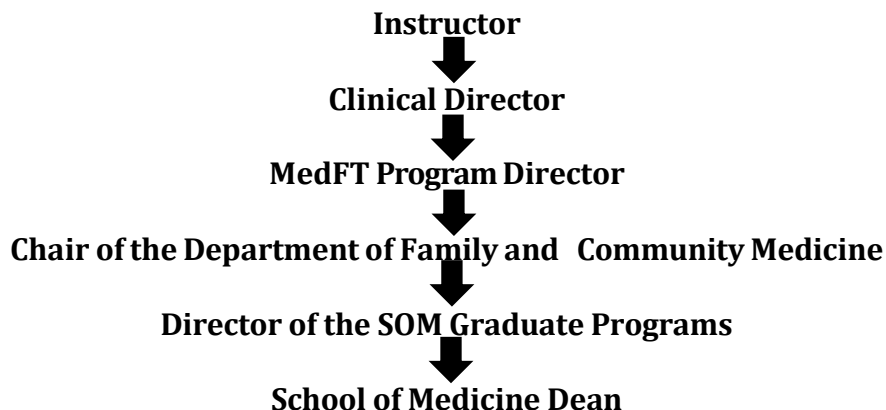 Instructor
Clinical Director
MedFT Program Director
Chair of the Department of Family and Community Medicine
Director of the SOM Graduate Programs
School of Medicine Dean